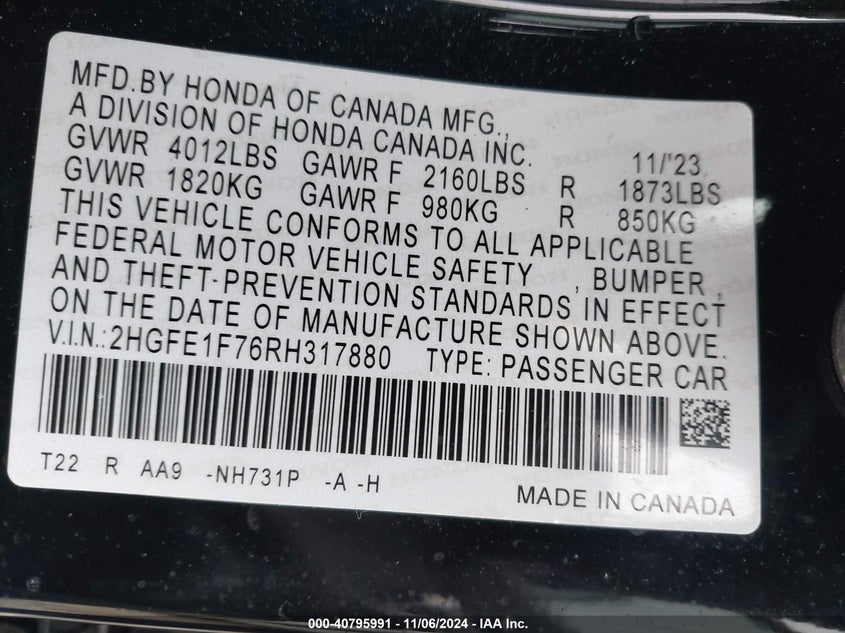 MFD.BY HONDA OF CANADA MFG.,
A DIVISION OF HONDA CANADA INC.
GVWR 4012LBS GAWR F 2160LBS R 11/'23 1873LBS
GVWR 1820KG GAWR F 980KG R 850KG
THIS VEHICLE CONFORMS TO ALL APPLICABLE
FEDERAL MOTOR VEHICLE SAFETY , BUMPER ,
AND THEFT-PREVENTION STANDARDS IN EFFECT
ON THE DATE OF MANUFACTURE SHOWN ABOVE.
V.I.N.:2HGFE1F76RH317880 TYPE: PASSENGER CAR
T22 R AA9 -NH731P -A -H
MADE IN CANADA
000-40795991 - 11/06/2024 - IAA Inc.